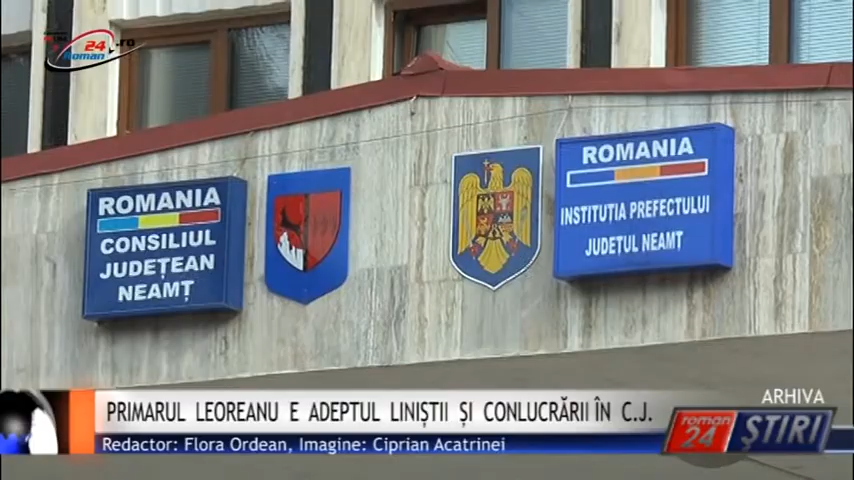 roman
24
.ro
ROMANIA
CONSILIUL
JUDEȚEAN
NEAMȚ
ROMANIA
INSTITUȚIA PREFECTULUI
JUDEȚUL NEAMȚ
PRIMARUL LEOREANU E ADEPTUL LINIȘTII ȘI CONLUCRĂRII ÎN C.J.
Redactor: Flora Ordean, Imagine: Ciprian Acatrinei
ARHIVA
roman
24
ȘTIRI